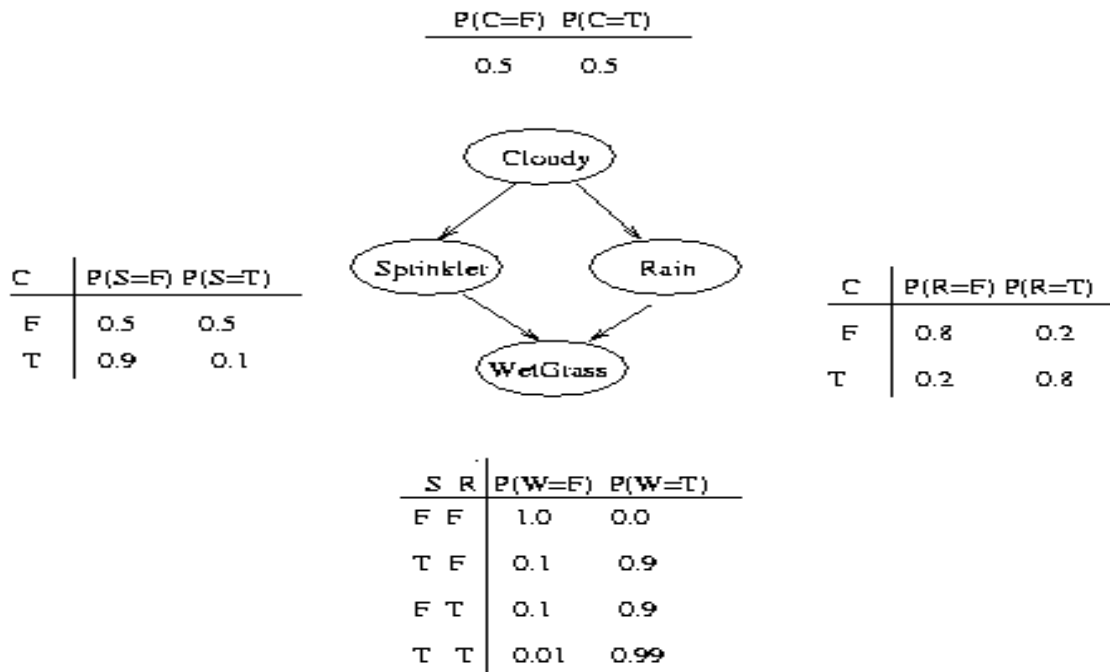 P(C=F) P(C=T)
0.5 0.5
Cloudy
Sprinkler
Rain
WetGrass
C P(S=F) P(S=T)
F 0.5 0.5
T 0.9 0.1
C P(R=F) P(R=T)
F 0.8 0.2
T 0.2 0.8
S R P(W=F) P(W=T)
F F 1.0 0.0
T F 0.1 0.9
F T 0.1 0.9
T T 0.01 0.99